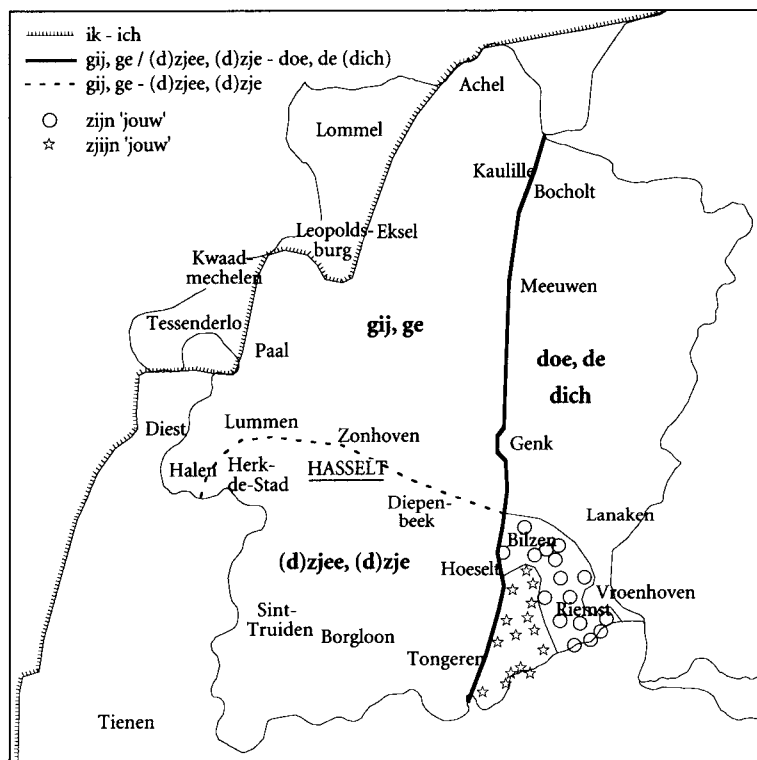 ik - ich
gij, ge / (d)zjee, (d)zje - doe, de (dich)
gij, ge - (d)zjee, (d)zje
zijn 'jouw'
zjijn 'jouw'
Achel
Lommel
Kaulille
Bocholt
Leopolds-
burg
Eksel
Kwaad-
mechelen
Meeuwen
Tessenderlo
gij, ge
Paal
doe, de
dich
Lummen
Diest
Zonhoven
Genk
Halen
Herk-
de-Stad
HASSELT
Diepen-
beek
Lanaken
Bilzen
(d)zjee, (d)zje
Hoeselt
Vroenhoven
Riemst
Sint-
Truiden
Borgloon
Tongeren
Tienen